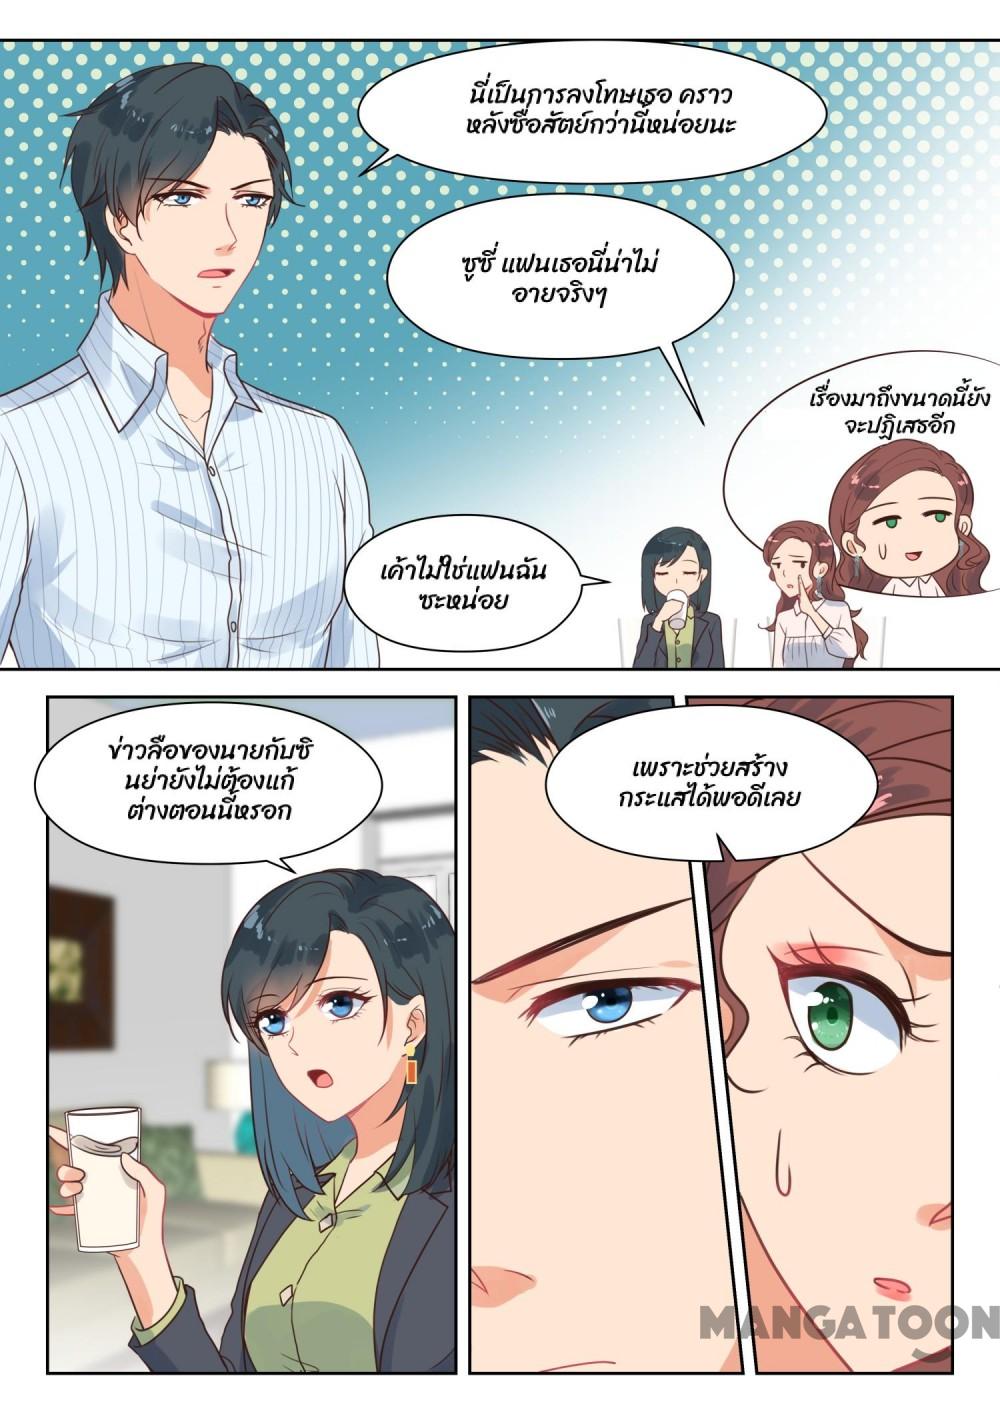 นี่เป็นการลงโทษเธอ คราว
หลังซื่อสัตย์กว่านี้หน่อยนะ
ซูซี่ แฟนเธอนี่น่าไม่
อายจริงๆ
เรื่องมาถึงขนาดนี้ยัง
จะปฏิเสธอีก
เค้าไม่ใช่แฟนฉัน
ซะหน่อย
ข่าวลือของนายกับซิ
นย่ายังไม่ต้องแก้
ต่างตอนนี้หรอก
เพราะช่วยสร้าง
กระแสได้พอดีเลย
MANGATOON